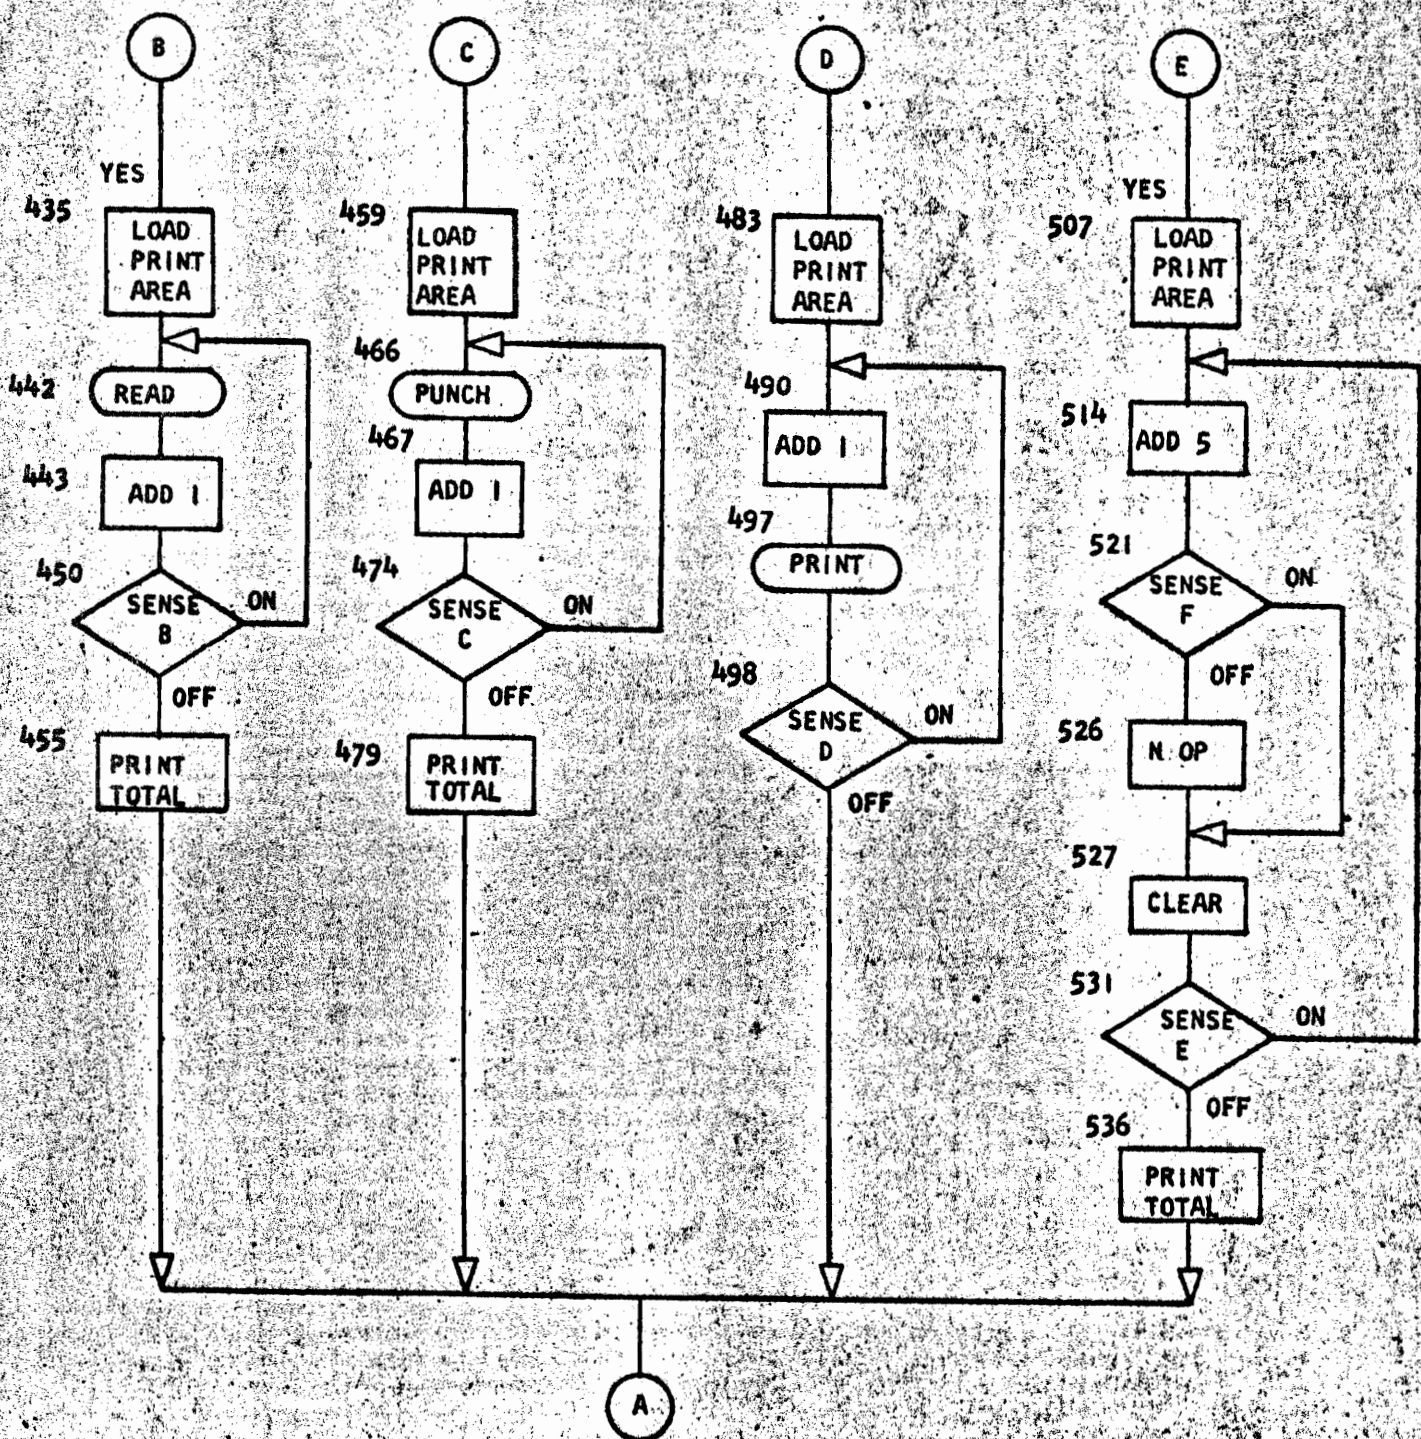 B
YES
435
LOAD
PRINT
AREA
442
READ
443
ADD 1
450
SENSE
B
ON
OFF
455
PRINT
TOTAL
C
459
LOAD
PRINT
AREA
466
PUNCH
467
ADD 1
474
SENSE
C
ON
OFF
479
PRINT
TOTAL
D
483
LOAD
PRINT
AREA
490
ADD 1
497
PRINT
498
SENSE
D
ON
OFF
E
YES
507
LOAD
PRINT
AREA
514
ADD 5
521
SENSE
F
ON
OFF
526
N OP
527
CLEAR
531
SENSE
E
ON
OFF
536
PRINT
TOTAL
A